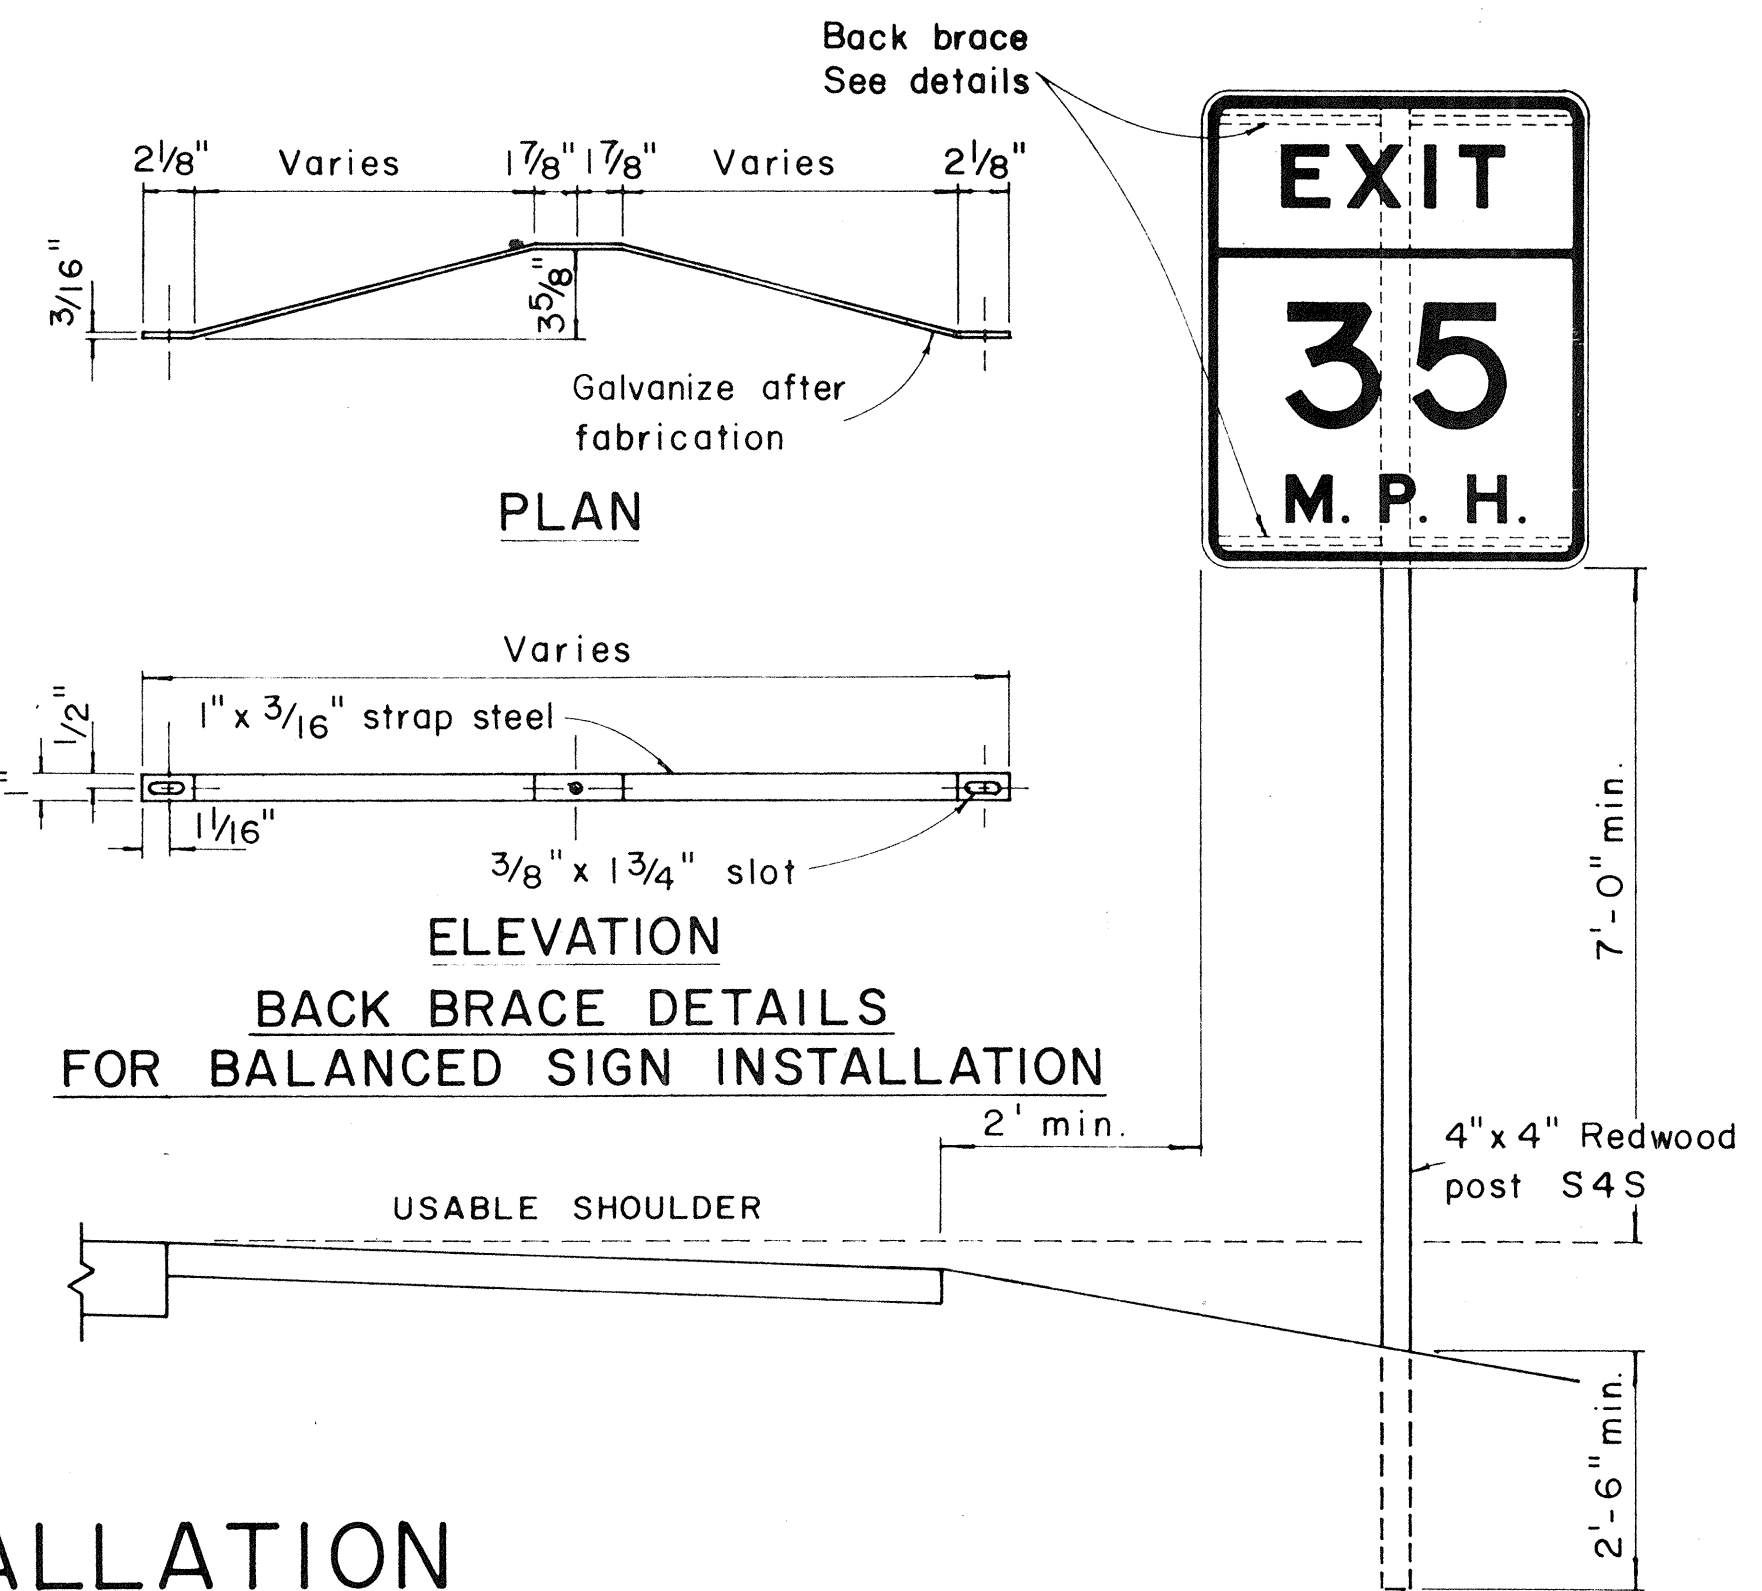 Back brace
See details
2 1/8"
Varies
1 7/8"
1 7/8"
Varies
2 1/8"
3/16"
3 5/8"
Galvanize after
fabrication
PLAN
EXIT
35
M. P. H.
Varies
1" x 3/16" strap steel
1/2"
"
1 1/16"
3/8" x 1 3/4" slot
ELEVATION
BACK BRACE DETAILS
FOR BALANCED SIGN INSTALLATION
7'-0" min.
2' min.
4" x 4" Redwood
post S4S
USABLE SHOULDER
2'-6" min.
ALLATION